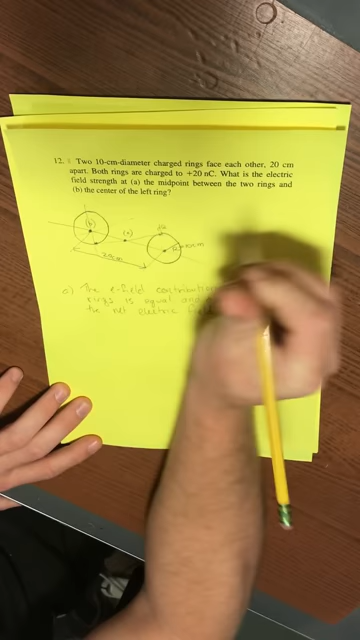 12. Two 10-cm-diameter charged rings face each other, 20 cm
apart. Both rings are charged to +20 nC. What is the electric
field strength at (a) the midpoint between the two rings and
(b) the center of the left ring?
(b)
(a)
20cm
a) The e-field contribution
rings is equal and
the net electric